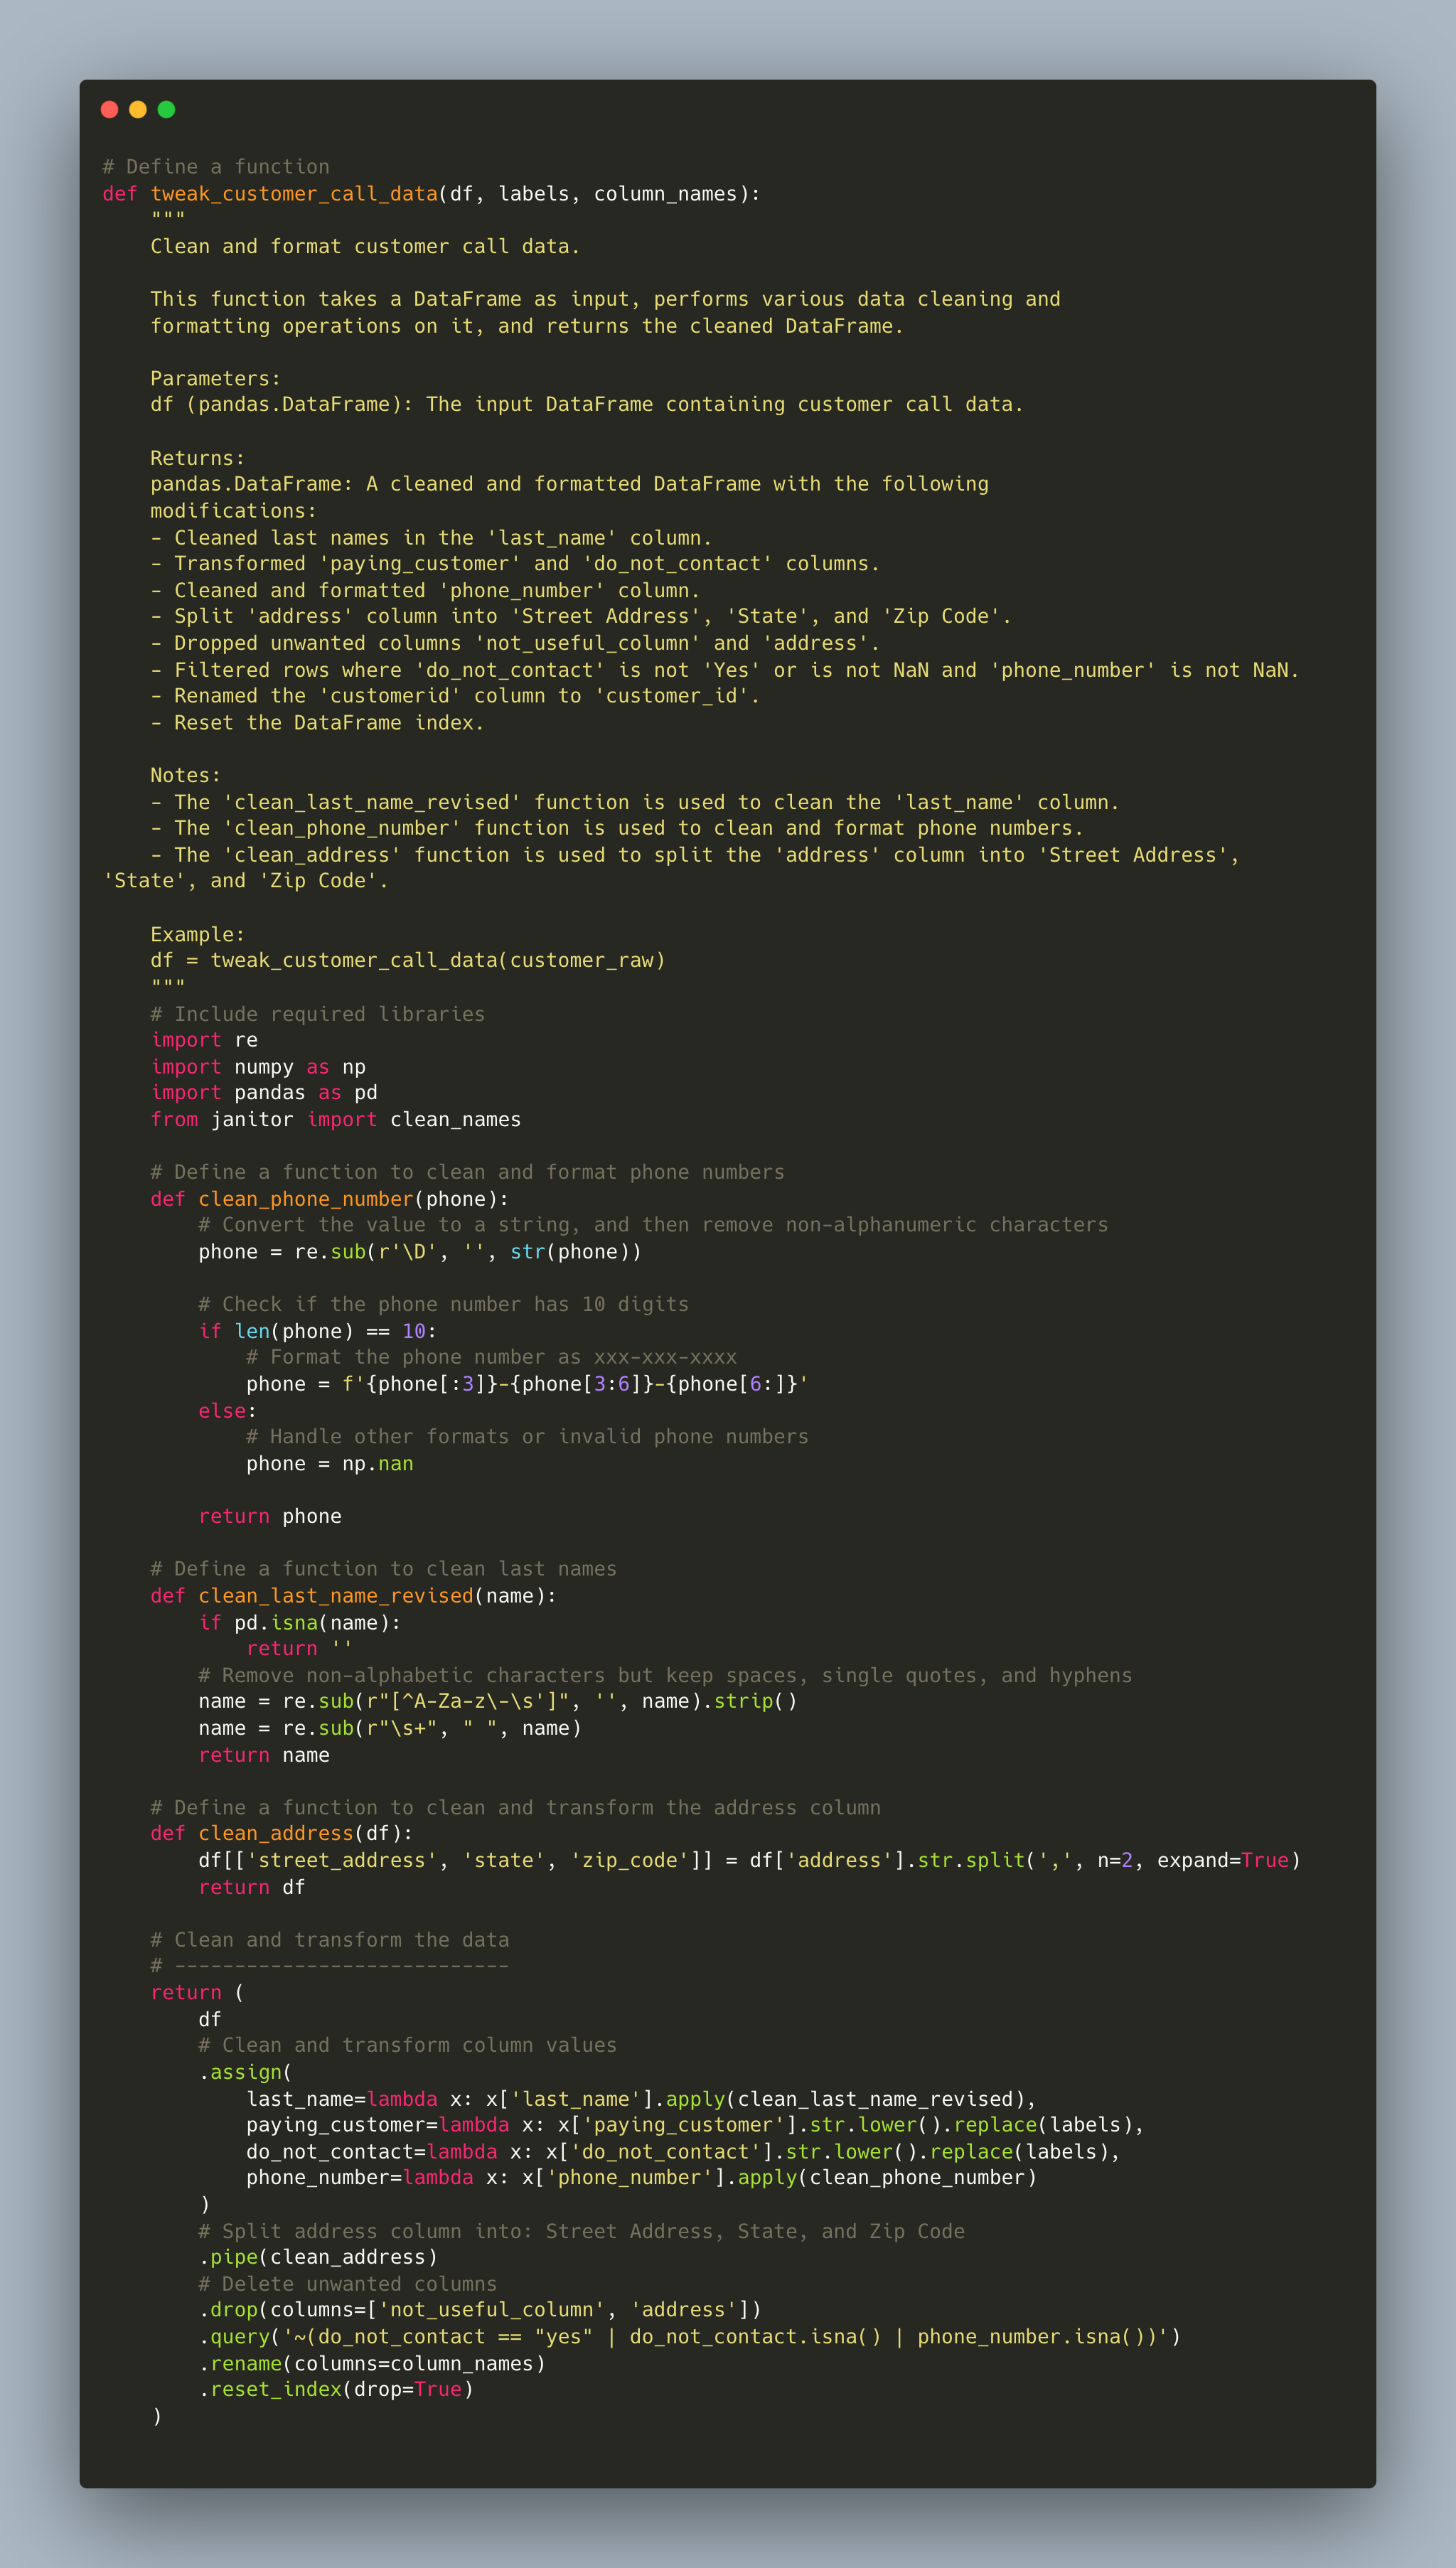 # Define a function
def tweak_customer_call_data(df, labels, column_names):
    """
    Clean and format customer call data.

    This function takes a DataFrame as input, performs various data cleaning and
    formatting operations on it, and returns the cleaned DataFrame.

    Parameters:
    df (pandas.DataFrame): The input DataFrame containing customer call data.

    Returns:
    pandas.DataFrame: A cleaned and formatted DataFrame with the following
    modifications:
    - Cleaned last names in the 'last_name' column.
    - Transformed 'paying_customer' and 'do_not_contact' columns.
    - Cleaned and formatted 'phone_number' column.
    - Split 'address' column into 'Street Address', 'State', and 'Zip Code'.
    - Dropped unwanted columns 'not_useful_column' and 'address'.
    - Filtered rows where 'do_not_contact' is not 'Yes' or is not NaN and 'phone_number' is not NaN.
    - Renamed the 'customerid' column to 'customer_id'.
    - Reset the DataFrame index.

    Notes:
    - The 'clean_last_name_revised' function is used to clean the 'last_name' column.
    - The 'clean_phone_number' function is used to clean and format phone numbers.
    - The 'clean_address' function is used to split the 'address' column into 'Street Address',
'State', and 'Zip Code'.

    Example:
    df = tweak_customer_call_data(customer_raw)
    """
    # Include required libraries
    import re
    import numpy as np
    import pandas as pd
    from janitor import clean_names

    # Define a function to clean and format phone numbers
    def clean_phone_number(phone):
        # Convert the value to a string, and then remove non-alphanumeric characters
        phone = re.sub(r'\D', '', str(phone))

        # Check if the phone number has 10 digits
        if len(phone) == 10:
            # Format the phone number as xxx-xxx-xxxx
            phone = f'{phone[:3]}-{phone[3:6]}-{phone[6:]}'
        else:
            # Handle other formats or invalid phone numbers
            phone = np.nan

        return phone

    # Define a function to clean last names
    def clean_last_name_revised(name):
        if pd.isna(name):
            return ''
        # Remove non-alphabetic characters but keep spaces, single quotes, and hyphens
        name = re.sub(r"[^A-Za-z\-\s']", '', name).strip()
        name = re.sub(r"\s+", " ", name)
        return name

    # Define a function to clean and transform the address column
    def clean_address(df):
        df[['street_address', 'state', 'zip_code']] = df['address'].str.split(',', n=2, expand=True)
        return df

    # Clean and transform the data
    # ----------------------------
    return (
        df
        # Clean and transform column values
        .assign(
            last_name=lambda x: x['last_name'].apply(clean_last_name_revised),
            paying_customer=lambda x: x['paying_customer'].str.lower().replace(labels),
            do_not_contact=lambda x: x['do_not_contact'].str.lower().replace(labels),
            phone_number=lambda x: x['phone_number'].apply(clean_phone_number)
        )
        # Split address column into: Street Address, State, and Zip Code
        .pipe(clean_address)
        # Delete unwanted columns
        .drop(columns=['not_useful_column', 'address'])
        .query('~(do_not_contact == "yes" | do_not_contact.isna() | phone_number.isna())')
        .rename(columns=column_names)
        .reset_index(drop=True)
    )